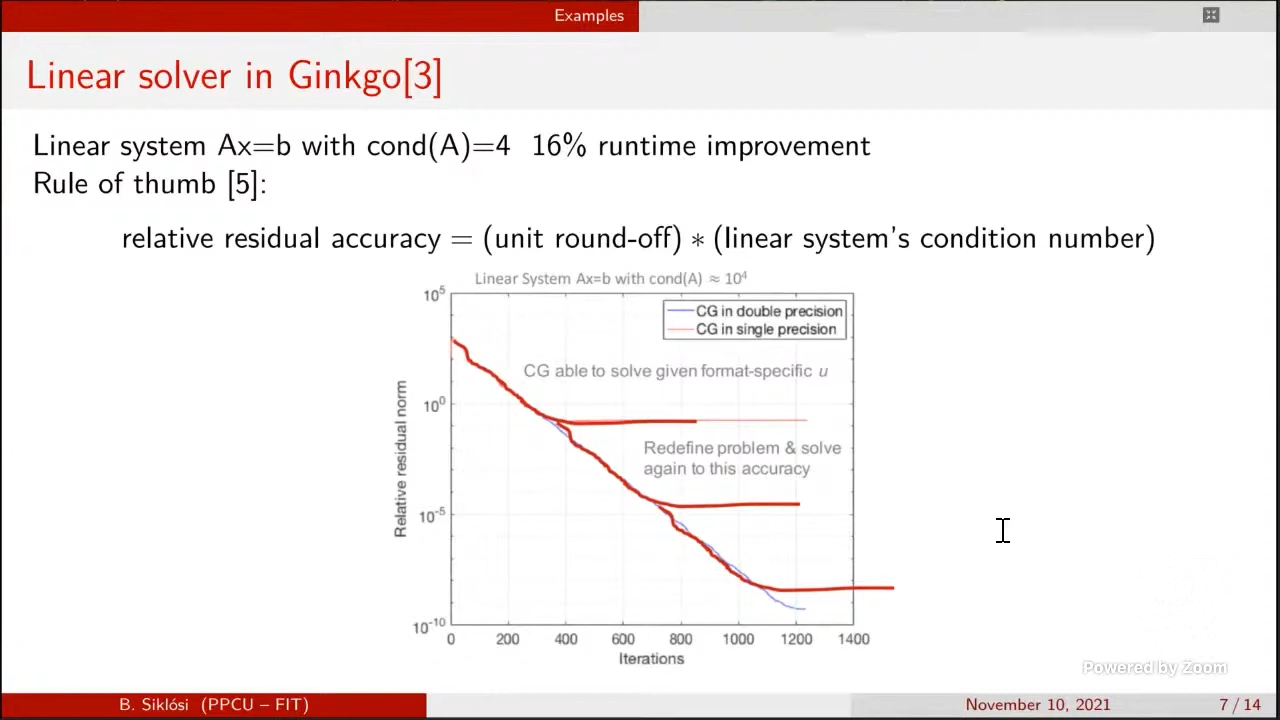 Examples
Linear solver in Ginkgo[3]
Linear system Ax=b with cond(A)=4 16% runtime improvement
Rule of thumb [5]:
relative residual accuracy = (unit round-off) ∗ (linear system's condition number)
Linear System Ax=b with cond(A) ≈ 10⁴
CG in double precision
CG in single precision
CG able to solve given format-specific u
Redefine problem & solve
again to this accuracy
Relative residual norm
10⁵
10⁰
10⁻⁵
10⁻¹⁰
0 200 400 600 800 1000 1200 1400
Iterations
Powered by Zoom
B. Siklósi (PPCU – FIT) November 10, 2021 7 / 14